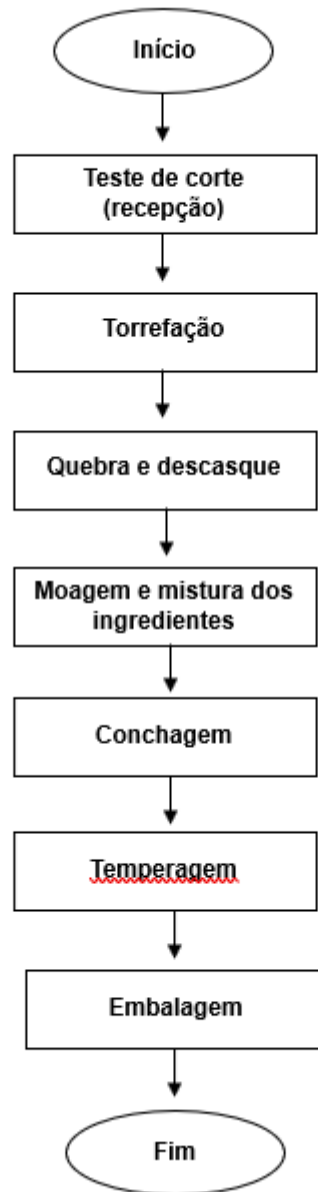 Início
Teste de corte
(recepção)
Torrefação
Quebra e descasque
Moagem e mistura dos
ingredientes
Conchagem
Temperagem
Embalagem
Fim